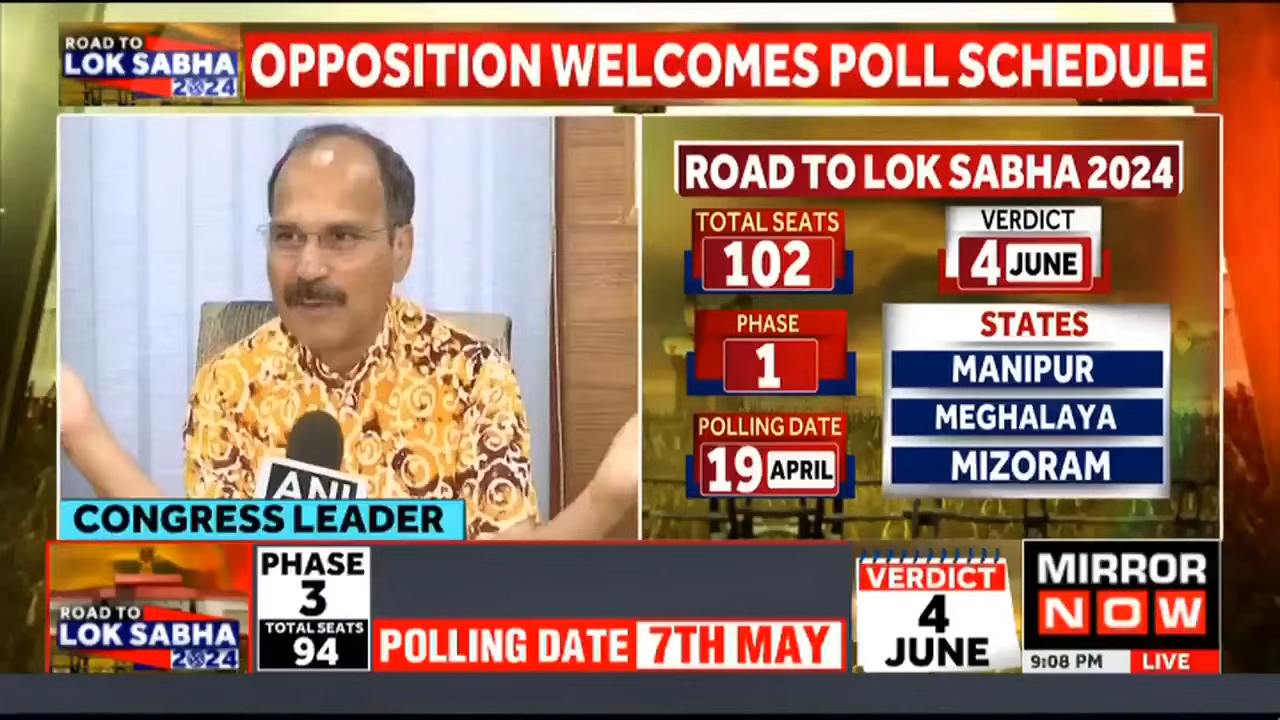 ROAD TO
LOK SABHA
2024
OPPOSITION WELCOMES POLL SCHEDULE
ROAD TO LOK SABHA 2024
TOTAL SEATS
102
VERDICT
4 JUNE
PHASE
1
STATES
MANIPUR
MEGHALAYA
MIZORAM
POLLING DATE
19 APRIL
ANI
CONGRESS LEADER
ROAD TO
LOK SABHA
2024
PHASE
3
TOTAL SEATS
94
POLLING DATE 7TH MAY
VERDICT
4
JUNE
MIRROR
NOW
9:08 PM LIVE